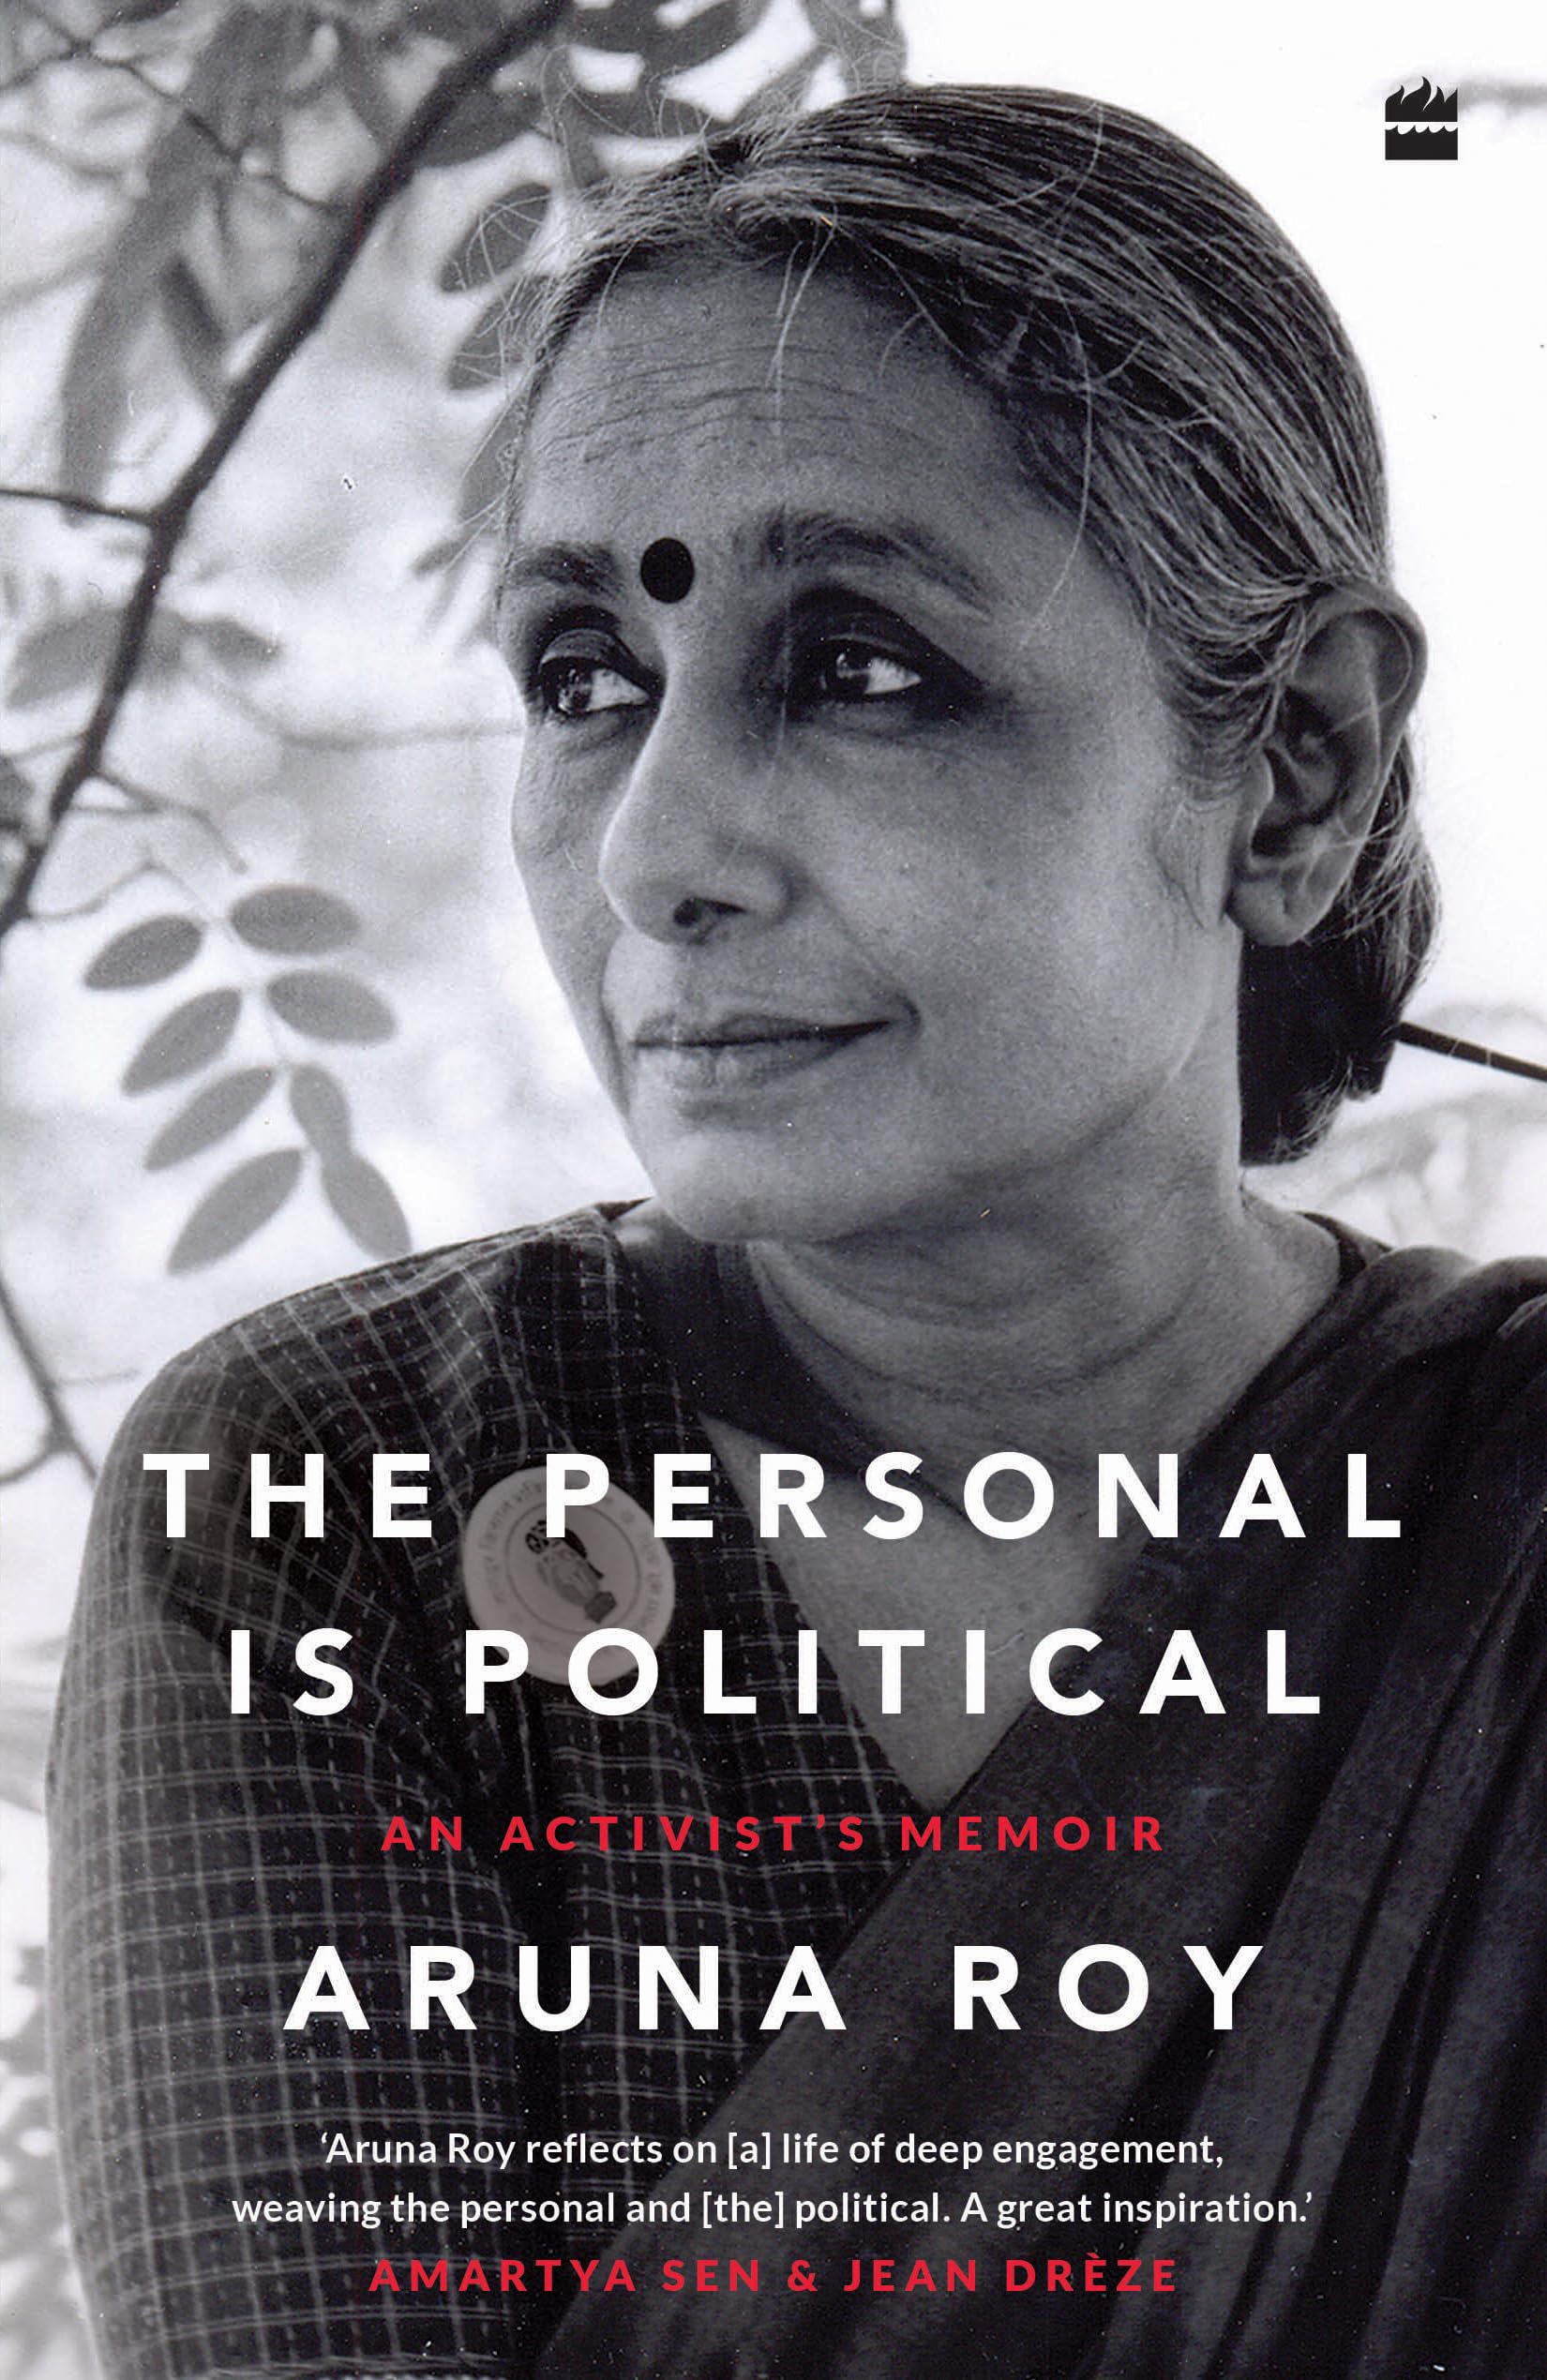 THE PERSONAL
IS POLITICAL
AN ACTIVIST’S MEMOIR
ARUNA ROY
‘Aruna Roy reflects on [a] life of deep engagement,
weaving the personal and [the] political. A great inspiration.’
AMARTYA SEN & JEAN DRÈZE